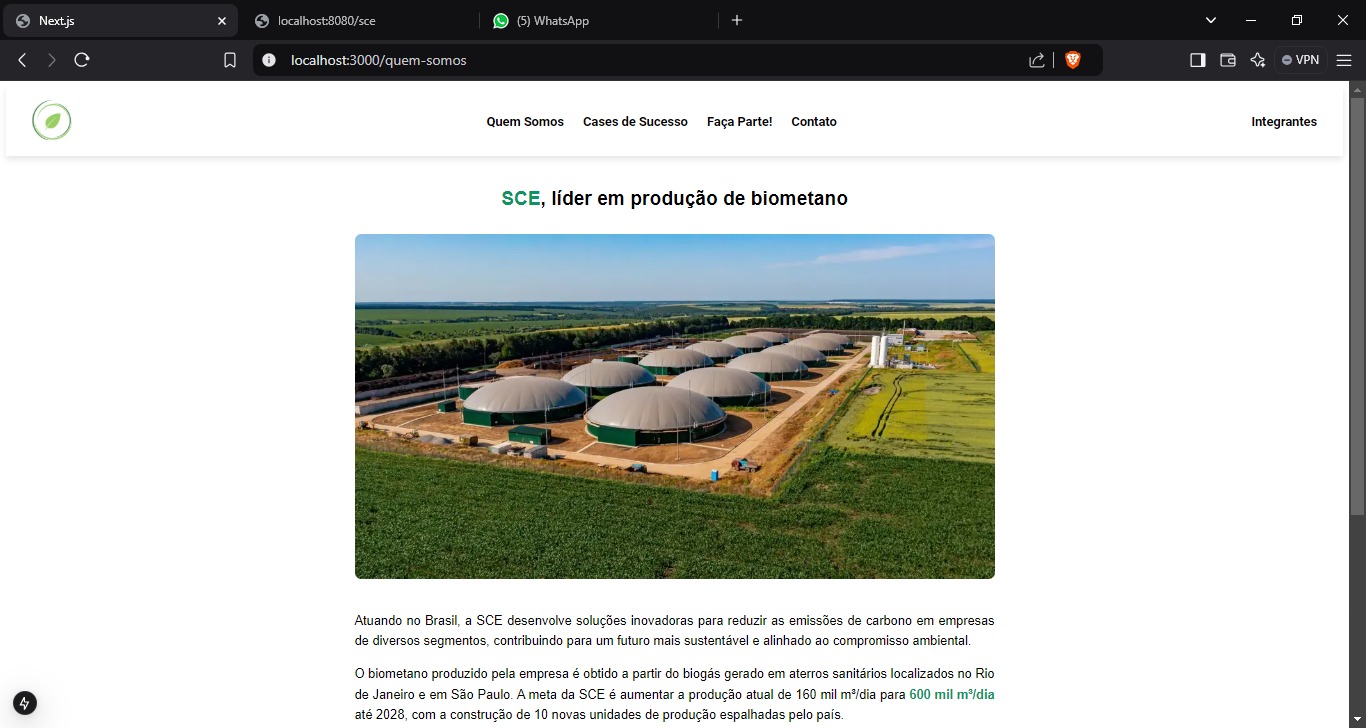 Next.js
localhost:8080/sce
(5) WhatsApp
localhost:3000/quem-somos
VPN
Quem Somos
Cases de Sucesso
Faça Parte!
Contato
Integrantes
SCE, líder em produção de biometano
Atuando no Brasil, a SCE desenvolve soluções inovadoras para reduzir as emissões de carbono em empresas
de diversos segmentos, contribuindo para um futuro mais sustentável e alinhado ao compromisso ambiental.
O biometano produzido pela empresa é obtido a partir do biogás gerado em aterros sanitários localizados no Rio
de Janeiro e em São Paulo. A meta da SCE é aumentar a produção atual de 160 mil m³/dia para 600 mil m³/dia
até 2028, com a construção de 10 novas unidades de produção espalhadas pelo país.